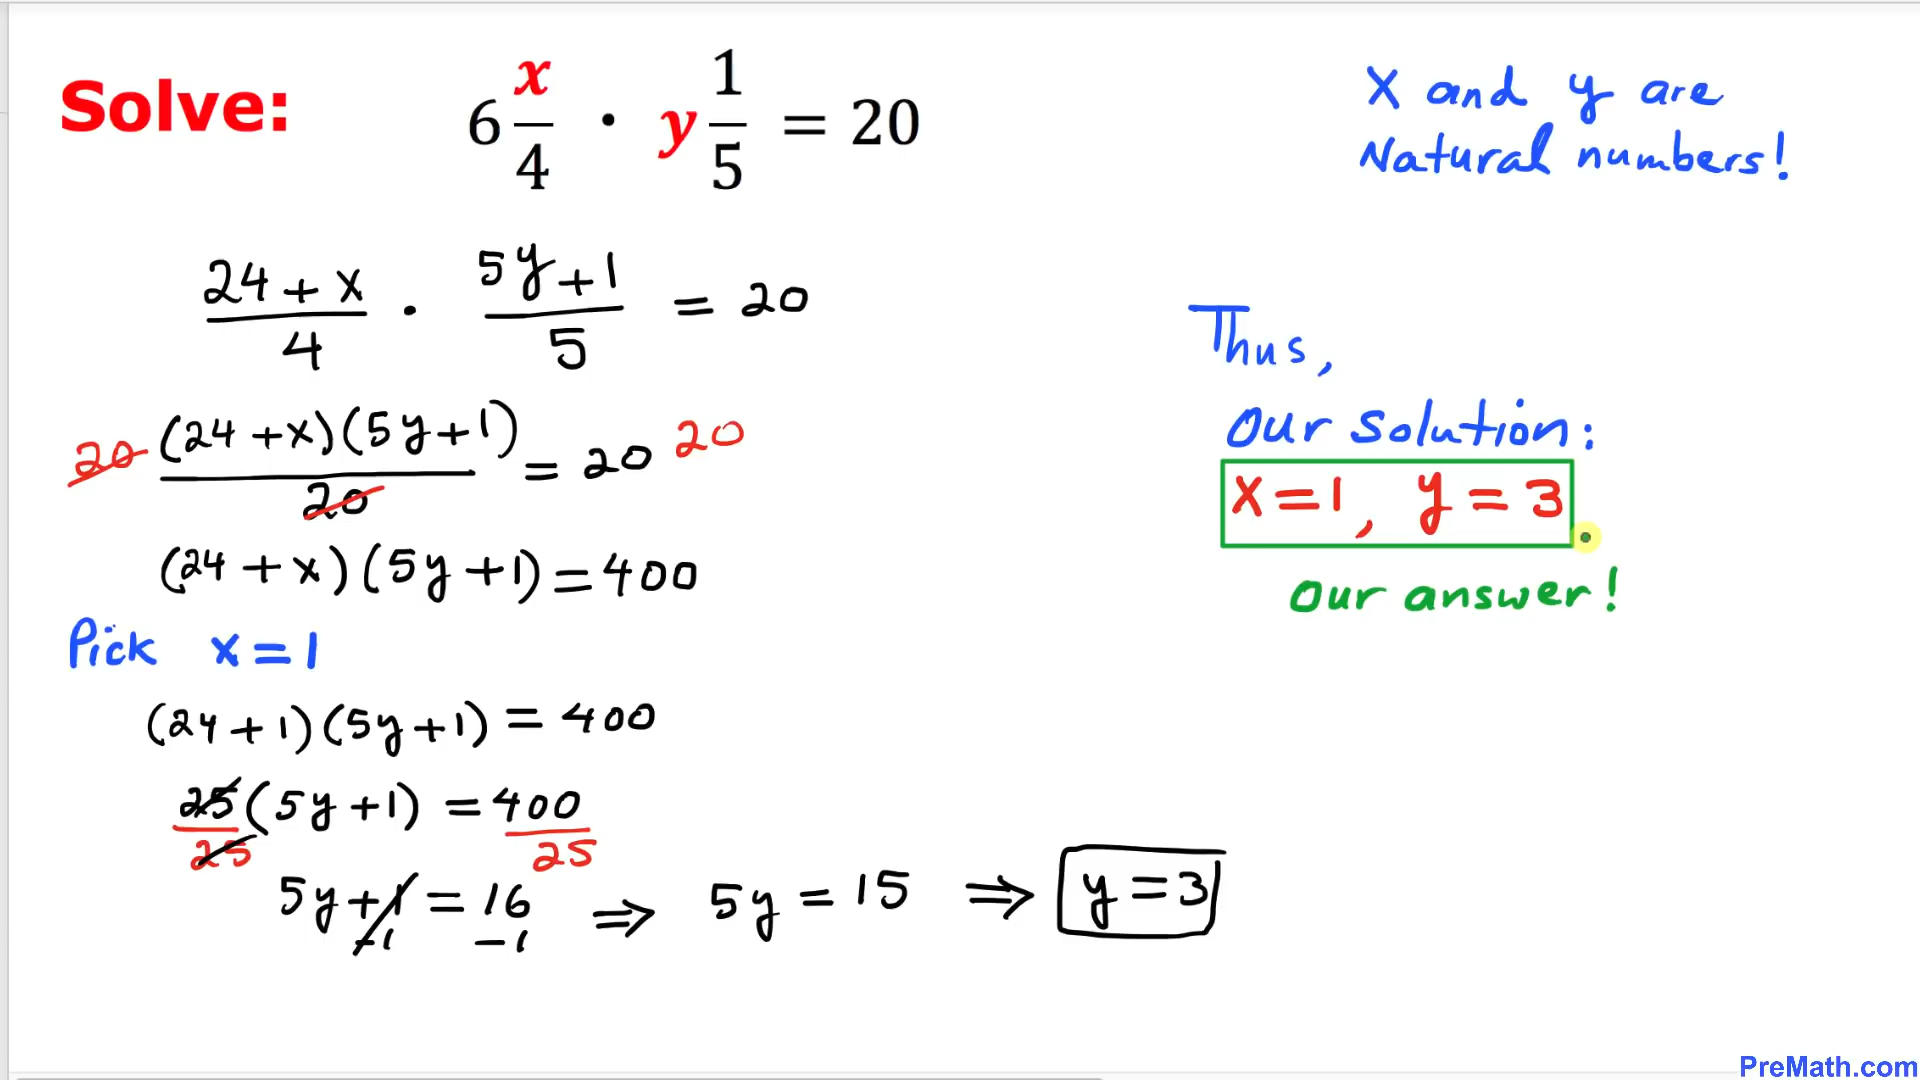 Solve: 6 x/4 · y 1/5 = 20
x and y are
Natural numbers!
24 + x / 4 · 5y + 1 / 5 = 20
20 (24 + x)(5y + 1) / 20 = 20 20
(24 + x)(5y + 1) = 400
Pick x = 1
(24 + 1)(5y + 1) = 400
25 (5y + 1) / 25 = 400 / 25
5y + 1 = 16 ⇒ 5y = 15 ⇒ y = 3
-1 -1
Thus,
Our solution:
x = 1, y = 3
Our answer!
PreMath.com